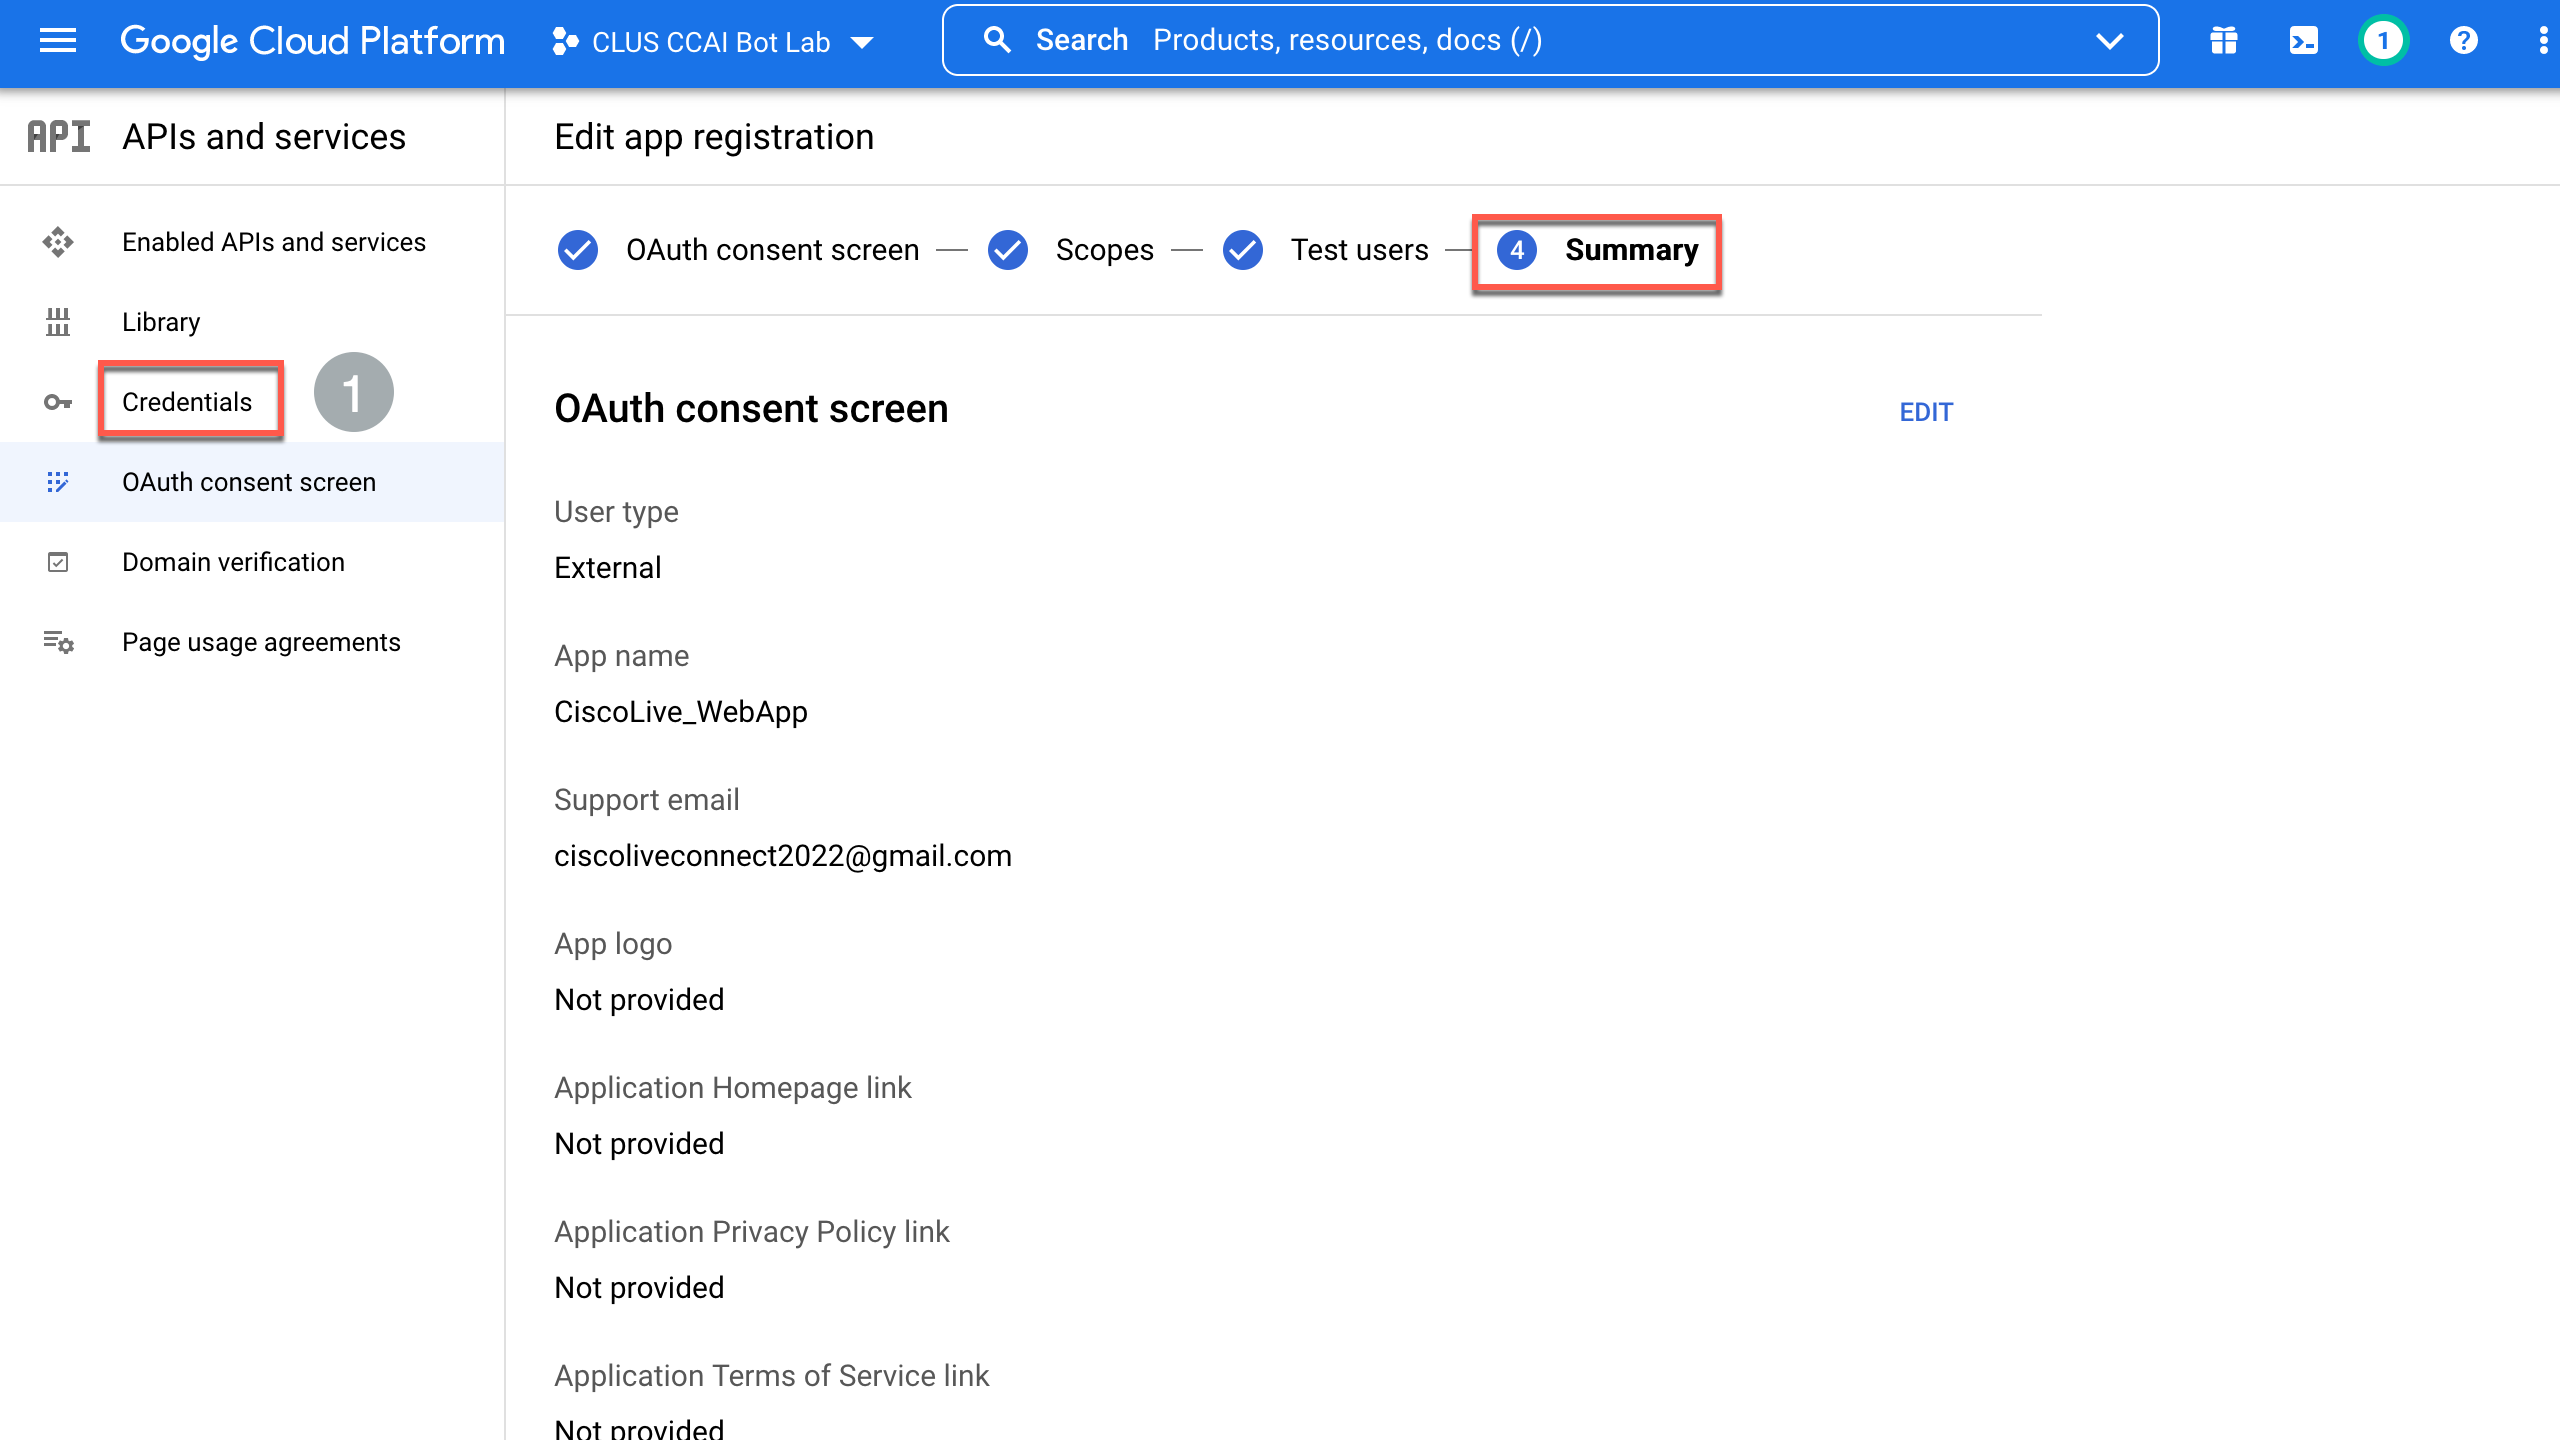 Google Cloud Platform
CLUS CCAI Bot Lab
Search Products, resources, docs (/)
1
?
API APIs and services
Edit app registration
Enabled APIs and services
Library
Credentials
1
OAuth consent screen
Domain verification
Page usage agreements
OAuth consent screen
Scopes
Test users
4 Summary
OAuth consent screen
EDIT
User type
External
App name
CiscoLive_WebApp
Support email
ciscoliveconnect2022@gmail.com
App logo
Not provided
Application Homepage link
Not provided
Application Privacy Policy link
Not provided
Application Terms of Service link
Not provided